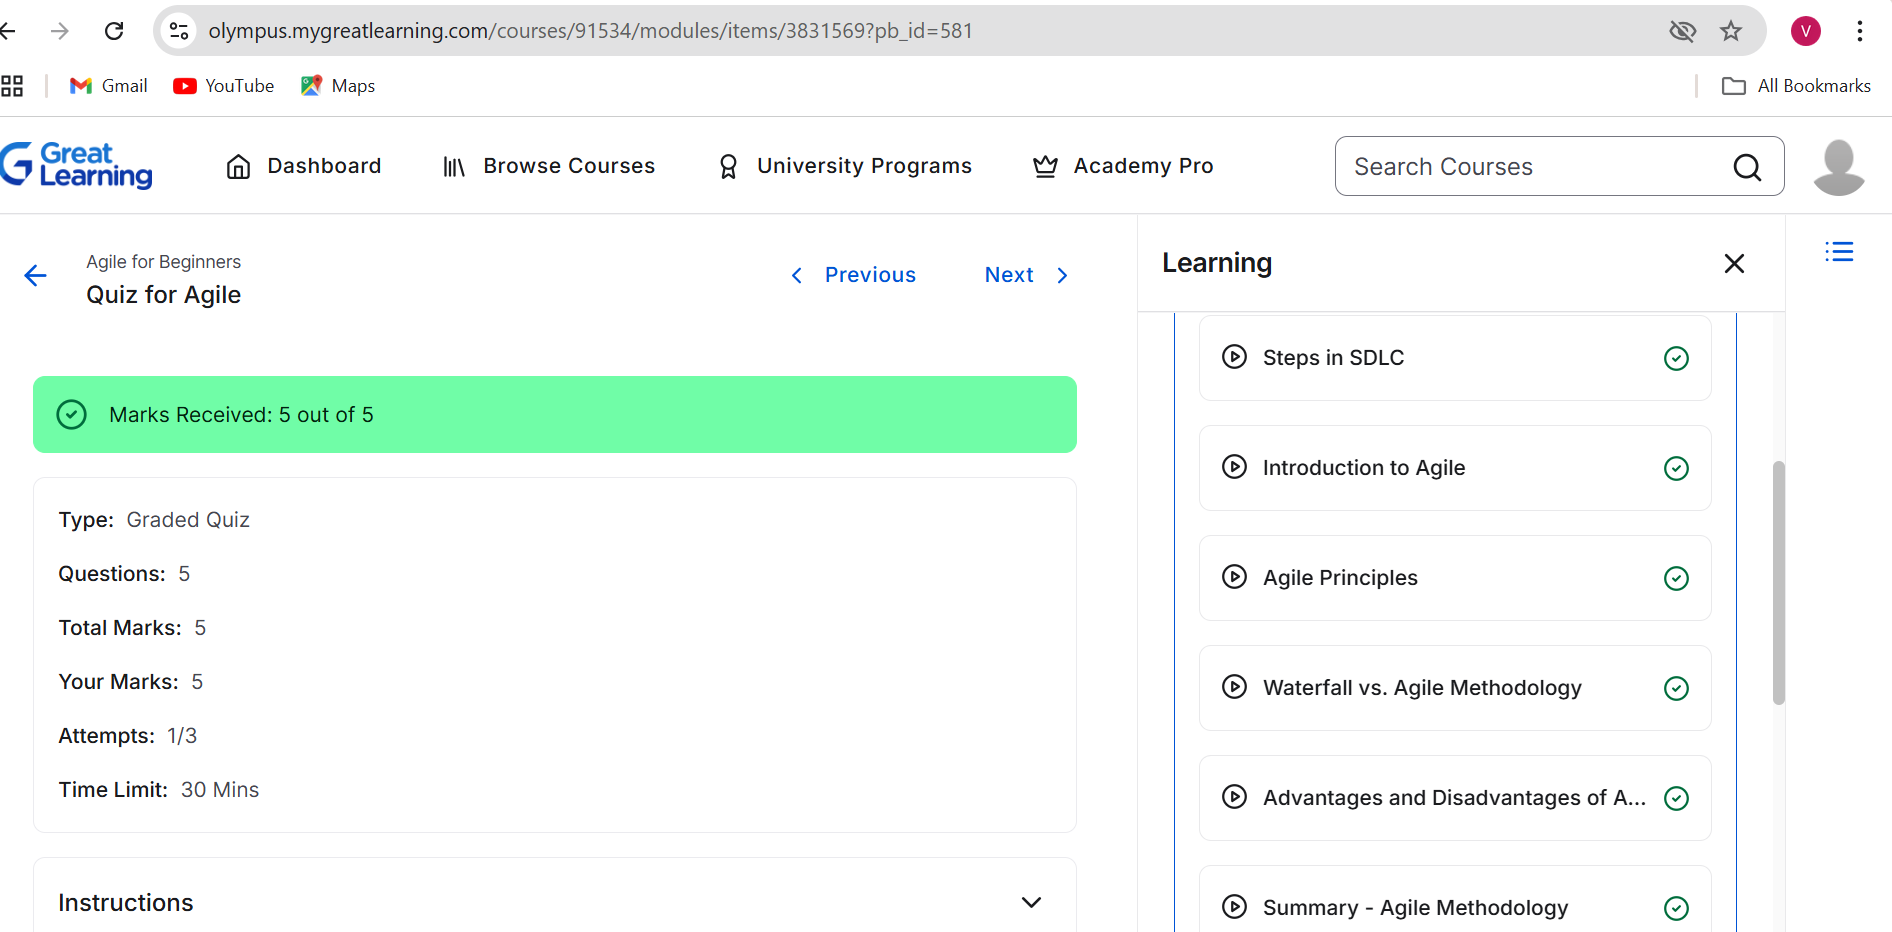 olympus.mygreatlearning.com/courses/91534/modules/items/3831569?pb_id=581
V
Gmail
YouTube
Maps
All Bookmarks
Great
Learning
Dashboard
Browse Courses
University Programs
Academy Pro
Search Courses
Agile for Beginners
Quiz for Agile
Previous
Next
Marks Received: 5 out of 5
Type: Graded Quiz
Questions: 5
Total Marks: 5
Your Marks: 5
Attempts: 1/3
Time Limit: 30 Mins
Instructions
Learning
Steps in SDLC
Introduction to Agile
Agile Principles
Waterfall vs. Agile Methodology
Advantages and Disadvantages of A...
Summary - Agile Methodology